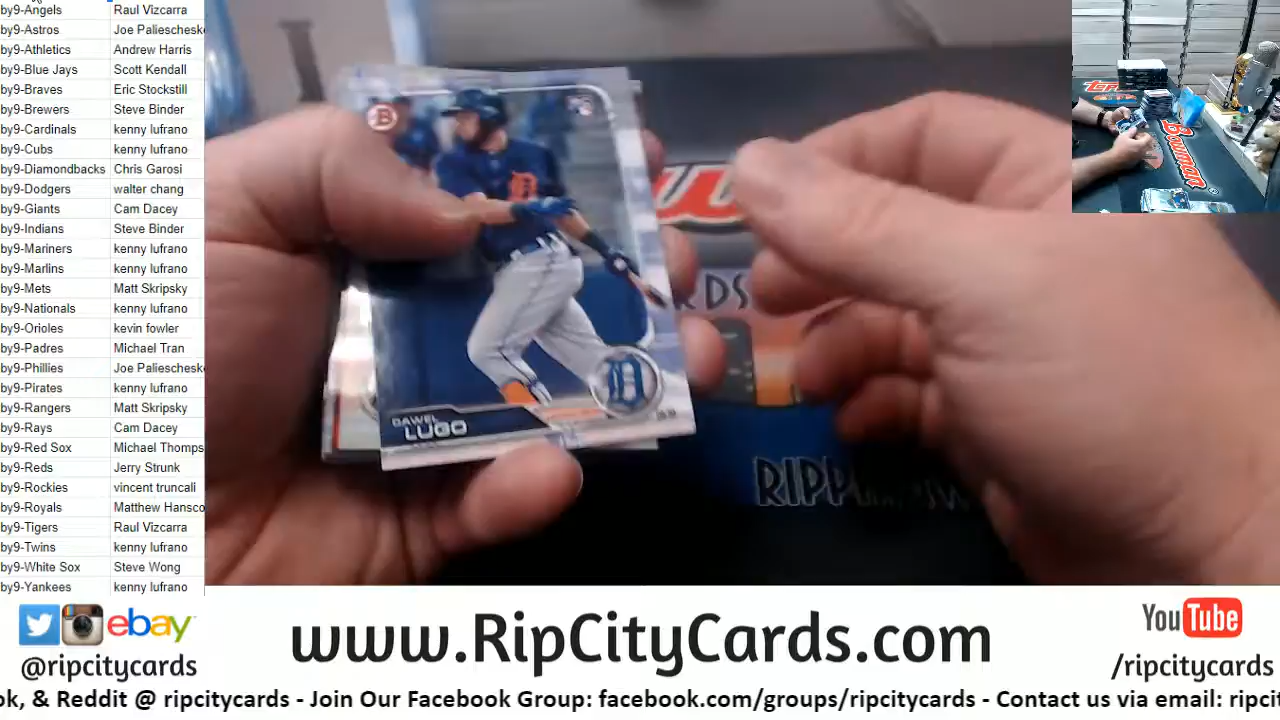 by9-Angels Raul Vizcarra
by9-Astros Joe Palieschesk
by9-Athletics Andrew Harris
by9-Blue Jays Scott Kendall
by9-Braves Eric Stockstill
by9-Brewers Steve Binder
by9-Cardinals kenny lufrano
by9-Cubs kenny lufrano
by9-Diamondbacks Chris Garosi
by9-Dodgers walter chang
by9-Giants Cam Dacey
by9-Indians Steve Binder
by9-Mariners kenny lufrano
by9-Marlins kenny lufrano
by9-Mets Matt Skripsky
by9-Nationals kenny lufrano
by9-Orioles kevin fowler
by9-Padres Michael Tran
by9-Phillies Joe Palieschesk
by9-Pirates kenny lufrano
by9-Rangers Matt Skripsky
by9-Rays Cam Dacey
by9-Red Sox Michael Thomps
by9-Reds Jerry Strunk
by9-Rockies vincent truncali
by9-Royals Matthew Hansco
by9-Tigers Raul Vizcarra
by9-Twins kenny lufrano
by9-White Sox Steve Wong
by9-Yankees kenny lufrano
B
D
DAWEL
LUGO
D
RDS
RIPP
TOPPS
Bowman
ebay
@ripcitycards
www.RipCityCards.com
YouTube
/ripcitycards
ok, & Reddit @ ripcitycards - Join Our Facebook Group: facebook.com/groups/ripcitycards - Contact us via email: ripcit